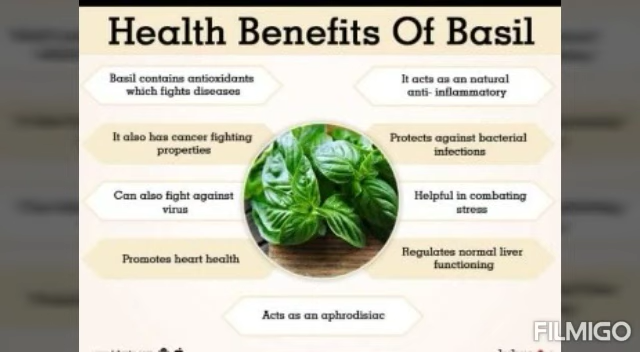 Health Benefits Of Basil
Basil contains antioxidants
which fights diseases
It acts as an natural
anti- inflammatory
It also has cancer fighting
properties
Protects against bacterial
infections
Can also fight against
virus
Helpful in combating
stress
Promotes heart health
Regulates normal liver
functioning
Acts as an aphrodisiac
FILMIGO